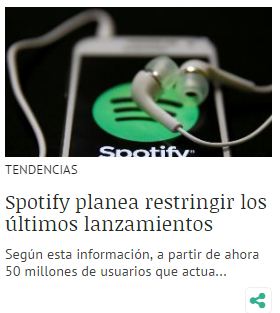 Spotify
TENDENCIAS
Spotify planea restringir los
últimos lanzamientos
Según esta información, a partir de ahora
50 millones de usuarios que actua...